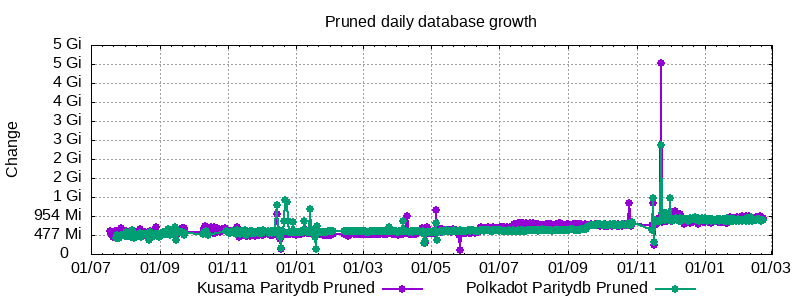 Pruned daily database growth
5 Gi
5 Gi
4 Gi
4 Gi
3 Gi
3 Gi
2 Gi
2 Gi
1 Gi
954 Mi
477 Mi
0
Change
01/07 01/09 01/11 01/01 01/03 01/05 01/07 01/09 01/11 01/01 01/03
Kusama Paritydb Pruned Polkadot Paritydb Pruned